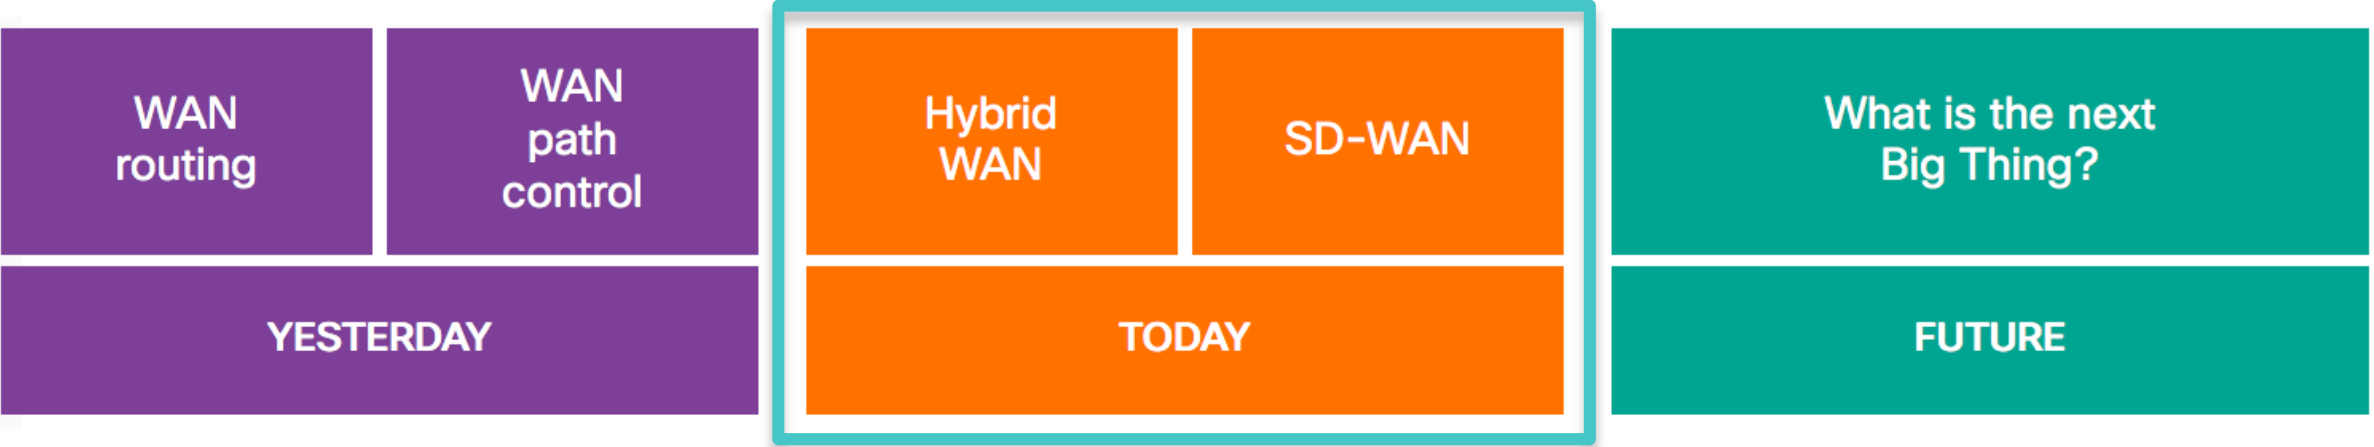 WAN
routing
WAN
path
control
Hybrid
WAN
SD-WAN
What is the next
Big Thing?
YESTERDAY
TODAY
FUTURE